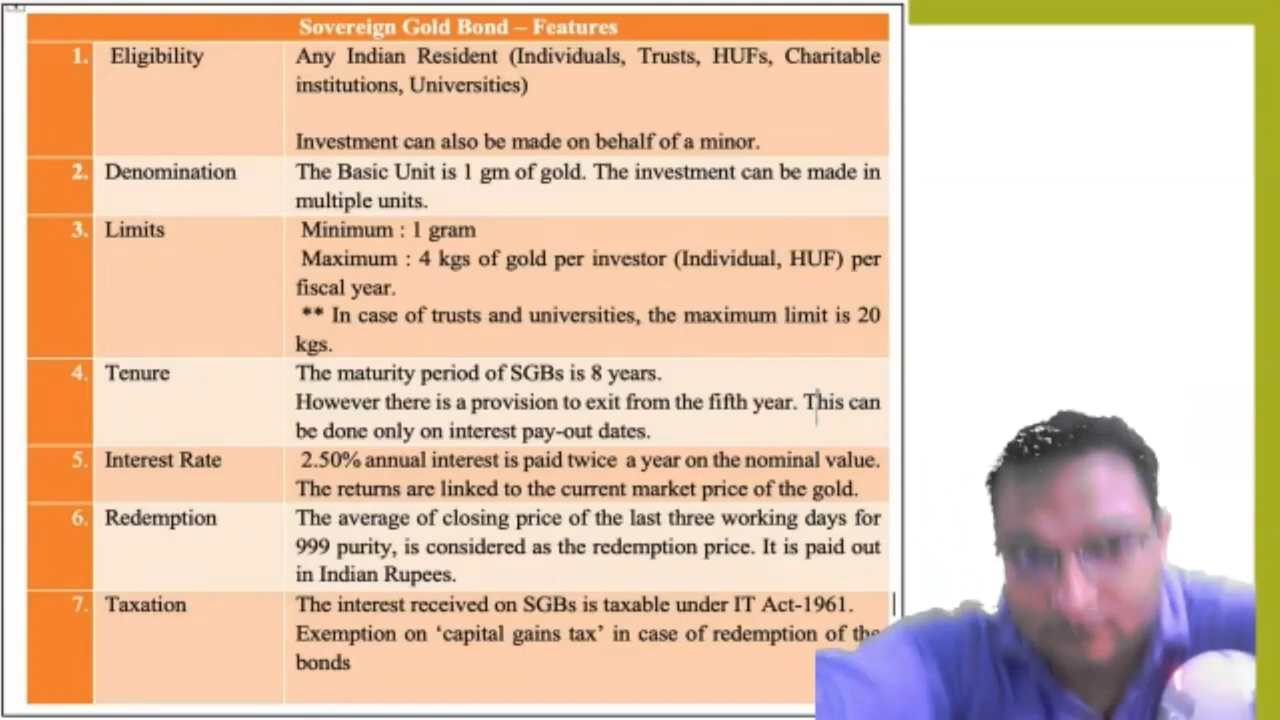 Sovereign Gold Bond – Features
1. Eligibility Any Indian Resident (Individuals, Trusts, HUFs, Charitable
institutions, Universities)
Investment can also be made on behalf of a minor.
2. Denomination The Basic Unit is 1 gm of gold. The investment can be made in
multiple units.
3. Limits Minimum : 1 gram
Maximum : 4 kgs of gold per investor (Individual, HUF) per
fiscal year.
** In case of trusts and universities, the maximum limit is 20
kgs.
4. Tenure The maturity period of SGBs is 8 years.
However there is a provision to exit from the fifth year. This can
be done only on interest pay-out dates.
5. Interest Rate 2.50% annual interest is paid twice a year on the nominal value.
The returns are linked to the current market price of the gold.
6. Redemption The average of closing price of the last three working days for
999 purity, is considered as the redemption price. It is paid out
in Indian Rupees.
7. Taxation The interest received on SGBs is taxable under IT Act-1961.
Exemption on ‘capital gains tax’ in case of redemption of the
bonds